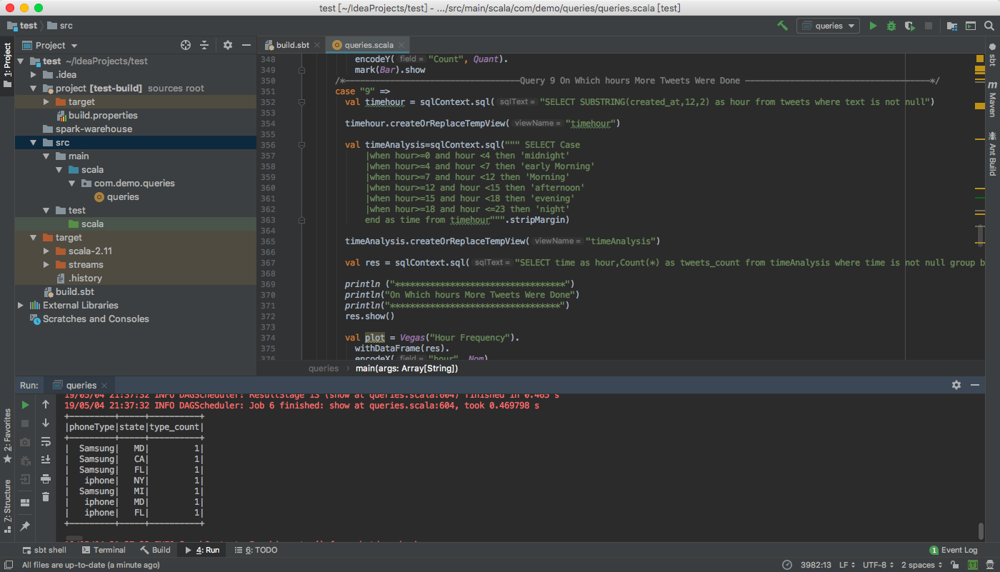 test [~/IdeaProjects/test] - .../src/main/scala/com/demo/queries/queries.scala [test]
test
src
queries
1: Project
Project
build.sbt
queries.scala
test ~/IdeaProjects/test
.idea
project [test-build] sources root
target
build.properties
spark-warehouse
src
main
scala
com.demo.queries
queries
test
scala
target
scala-2.11
streams
.history
build.sbt
External Libraries
Scratches and Consoles
348 encodeY( field = "Count", Quant).
349 mark(Bar).show
350 /*————————————————————Query 9 On Which hours More Tweets Were Done ————————————————————*/
351 case "9" =>
352 val timehour = sqlContext.sql( sqlText = "SELECT SUBSTRING(created_at,12,2) as hour from tweets where text is not null")
353
354 timehour.createOrReplaceTempView( viewName = "timehour")
355
356 val timeAnalysis=sqlContext.sql(""" SELECT Case
357 |when hour>=0 and hour <4 then 'midnight'
358 |when hour>=4 and hour <7 then 'early Morning'
359 |when hour>=7 and hour <12 then 'Morning'
360 |when hour>=12 and hour <15 then 'afternoon'
361 |when hour>=15 and hour <18 then 'evening'
362 |when hour>=18 and hour <=23 then 'night'
363 end as time from timehour""".stripMargin)
364
365 timeAnalysis.createOrReplaceTempView( viewName = "timeAnalysis")
366
367 val res = sqlContext.sql( sqlText = "SELECT time as hour,Count(*) as tweets_count from timeAnalysis where time is not null group b
368
369 println ("**********************************")
370 println("On Which hours More Tweets Were Done")
371 println("**********************************")
372 res.show()
373
374 val plot = Vegas("Hour Frequency").
375 withDataFrame(res).
376 encodeX( field = "hour", Nom)
queries
main(args: Array[String])
sbt
Maven
Ant Build
Run: queries
19/05/04 21:37:32 INFO DAGScheduler: ResultStage 13 (show at queries.scala:604) finished in 0.465 s
19/05/04 21:37:32 INFO DAGScheduler: Job 6 finished: show at queries.scala:604, took 0.469798 s
+---------+-----+----------+
|phoneType|state|type_count|
+---------+-----+----------+
| Samsung| MD| 1|
| Samsung| CA| 1|
| Samsung| FL| 1|
| iphone| NY| 1|
| Samsung| MI| 1|
| iphone| MD| 1|
| iphone| FL| 1|
+---------+-----+----------+
2: Favorites
7: Structure
sbt shell
Terminal
Build
4: Run
6: TODO
1 Event Log
All files are up-to-date (a minute ago)
3982:13 LF UTF-8 2 spaces [T]